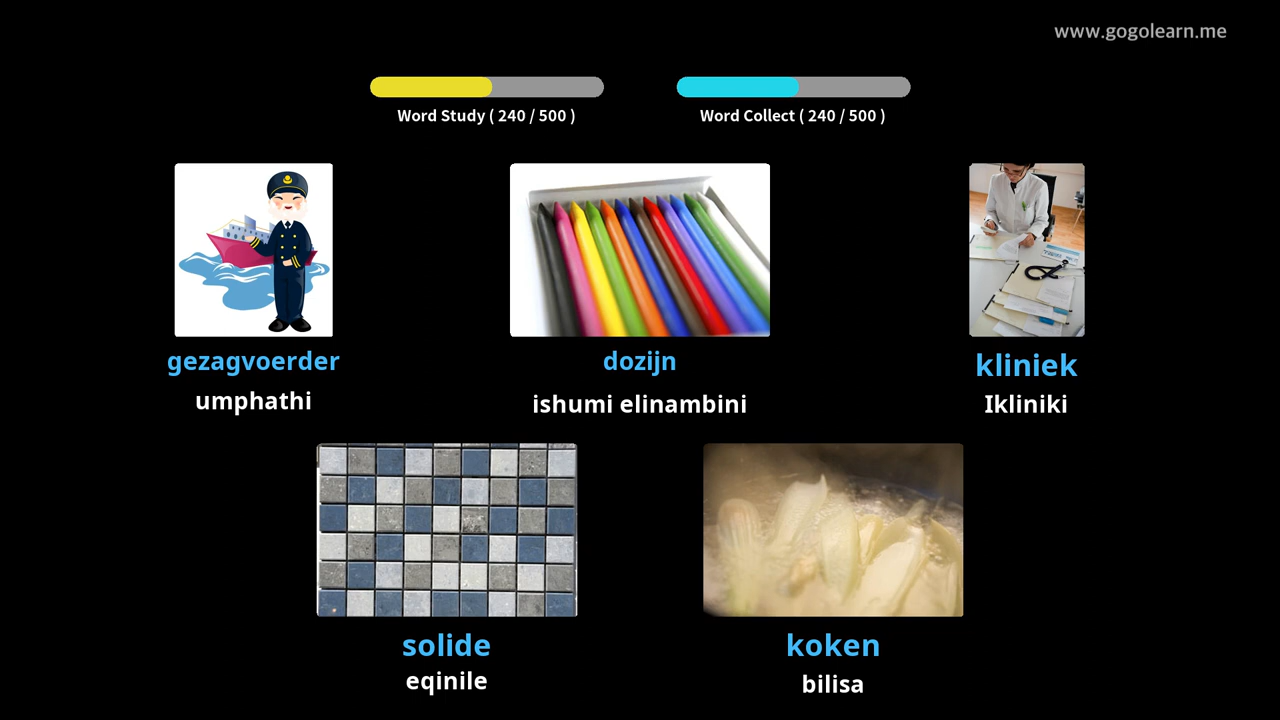 www.gogolearn.me
Word Study ( 240 / 500 )
Word Collect ( 240 / 500 )
gezagvoerder
umphathi
dozijn
ishumi elinambini
kliniek
Ikliniki
solide
eqinile
koken
bilisa